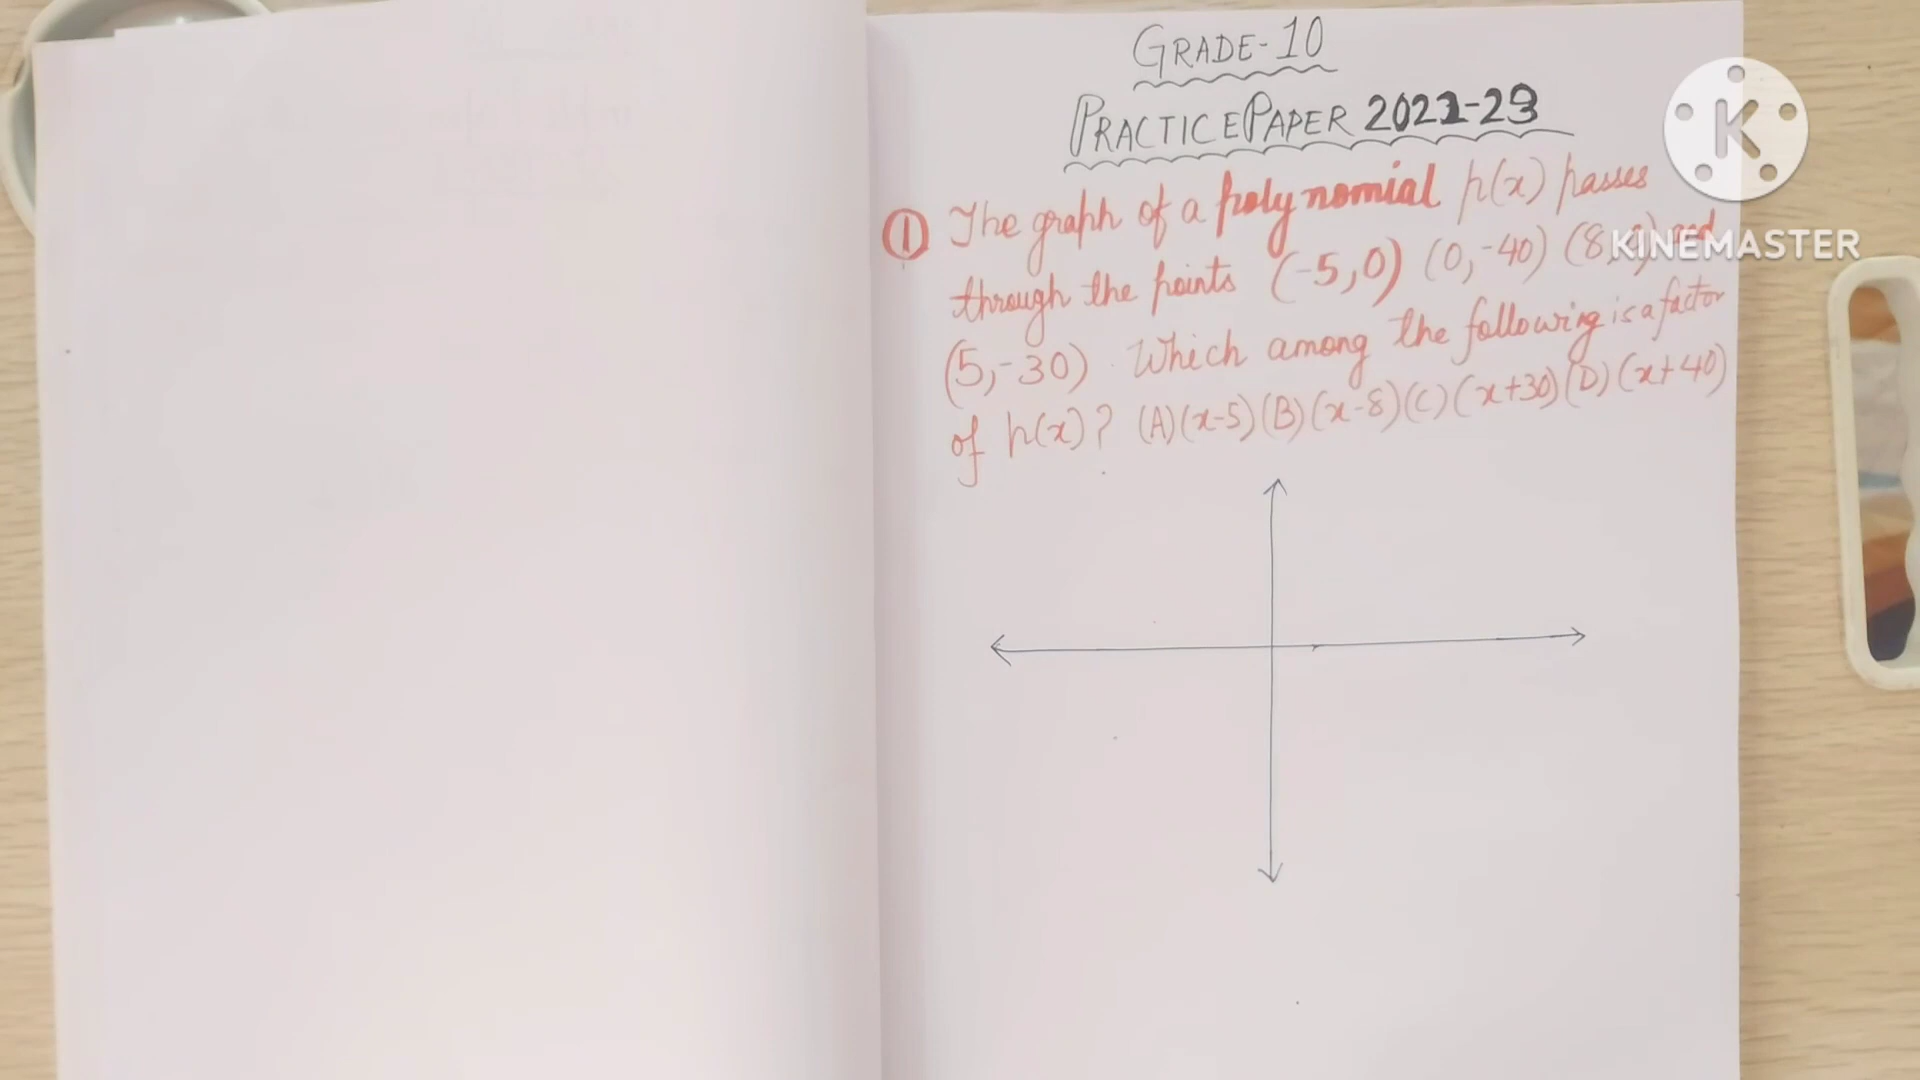 GRADE-10
PRACTICE PAPER 2022-23
① The graph of a polynomial p(x) passes
through the points (-5,0) (0,-40) (8, and
(5,-30). Which among the following is a factor
of p(x)? (A)(x-5)(B)(x-8)(C)(x+30)(D)(x+40)
K
KINEMASTER